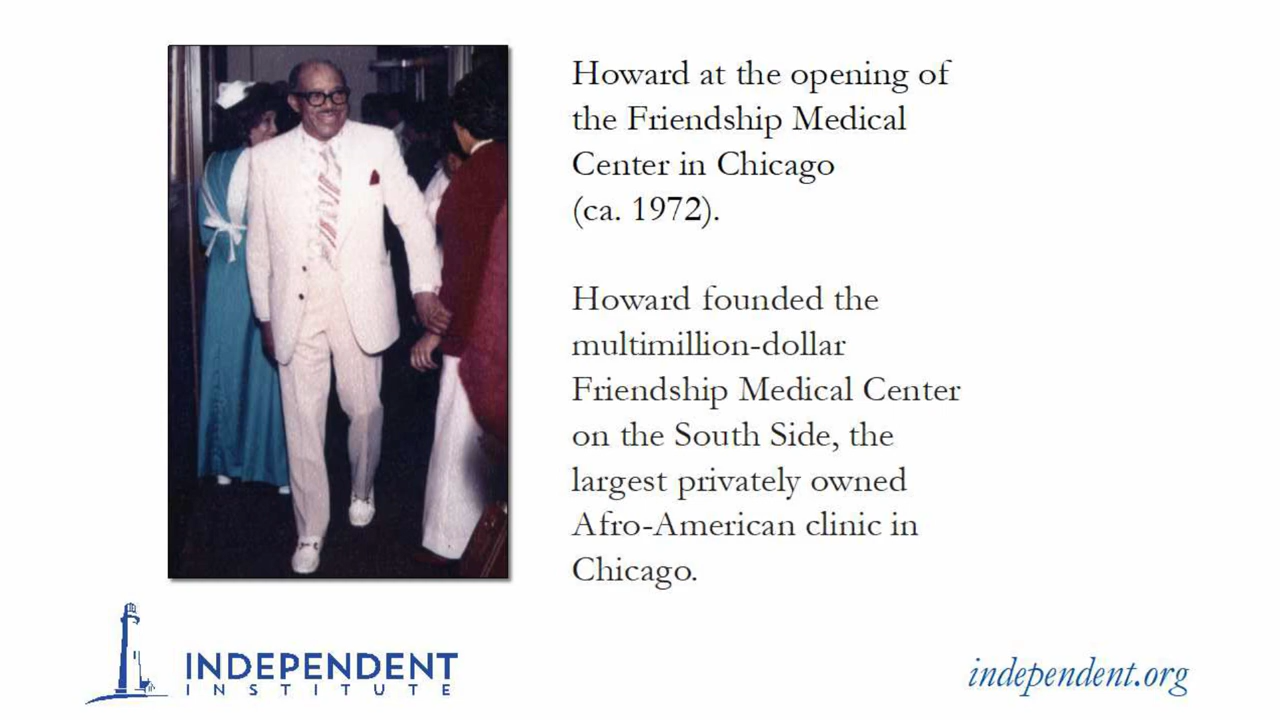 Howard at the opening of
the Friendship Medical
Center in Chicago
(ca. 1972).
Howard founded the
multimillion-dollar
Friendship Medical Center
on the South Side, the
largest privately owned
Afro-American clinic in
Chicago.
INDEPENDENT
INSTITUTE
independent.org